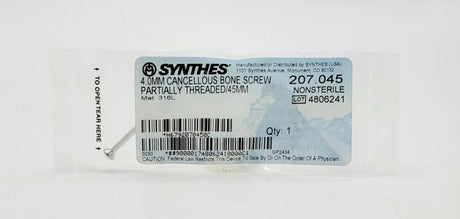 SYNTHES®
Manufactured or Distributed by SYNTHES (USA)
1101 Synthes Avenue, Monument, CO 80132
4.0MM CANCELLOUS BONE SCREW
PARTIALLY THREADED/45MM
Mat: 316L
207.045
NONSTERILE
LOT 4806241
TO OPEN TEAR HERE
*H6792070450*
Qty: 1
GP2434
CAUTION: Federal Law Restricts This Device To Sale By Or On The Order Of A Physician.